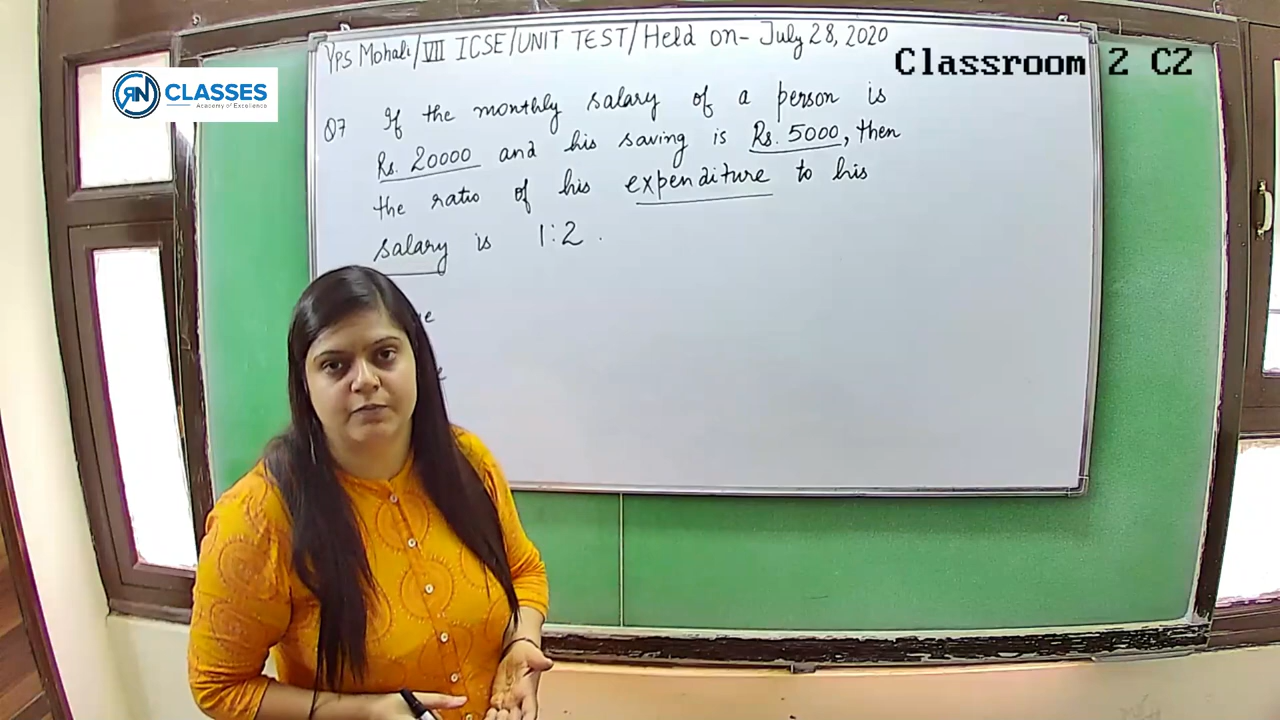 Yps Mohali/VII ICSE/UNIT TEST/Held on- July 28, 2020
Classroom 2 C2
RN CLASSES
Academy of Excellence
Q7 If the monthly salary of a person is
Rs. 20000 and his saving is Rs. 5000, then
the ratio of his expenditure to his
salary is 1:2.